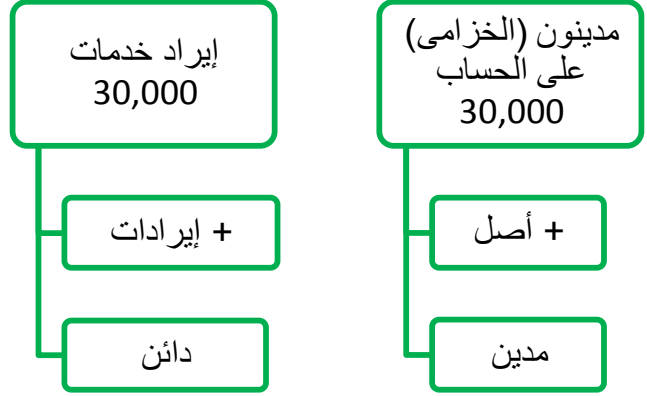 مدينون (الخزامى)
على الحساب
30,000
+ أصل
مدين
إيراد خدمات
30,000
+ إيرادات
دائن